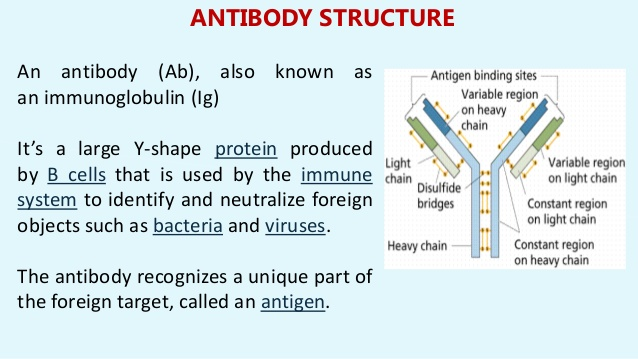 ANTIBODY STRUCTURE
An antibody (Ab), also known as
an immunoglobulin (Ig)
It’s a large Y-shape protein produced
by B cells that is used by the immune
system to identify and neutralize foreign
objects such as bacteria and viruses.
The antibody recognizes a unique part of
the foreign target, called an antigen.
Antigen binding sites
Variable region
on heavy
chain
Light
chain
Disulfide
bridges
Variable region
on light chain
Constant region
on light chain
Heavy chain
Constant region
on heavy chain